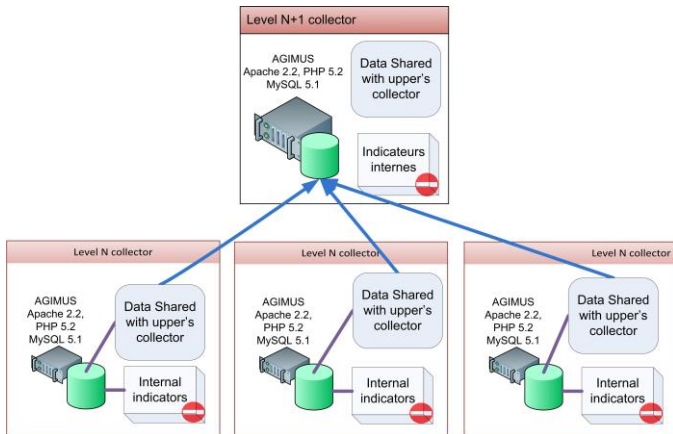 Level N+1 collector
AGIMUS
Apache 2.2, PHP 5.2
MySQL 5.1
Data Shared
with upper's
collector
Indicateurs
internes
Level N collector
AGIMUS
Apache 2.2,
PHP 5.2
MySQL 5.1
Data Shared
with upper's
collector
Internal
indicators
Level N collector
AGIMUS
Apache 2.2,
PHP 5.2
MySQL 5.1
Data Shared
with upper's
collector
Internal
indicators
Level N collector
AGIMUS
Apache 2.2,
PHP 5.2
MySQL 5.1
Data Shared
with upper's
collector
Internal
indicators